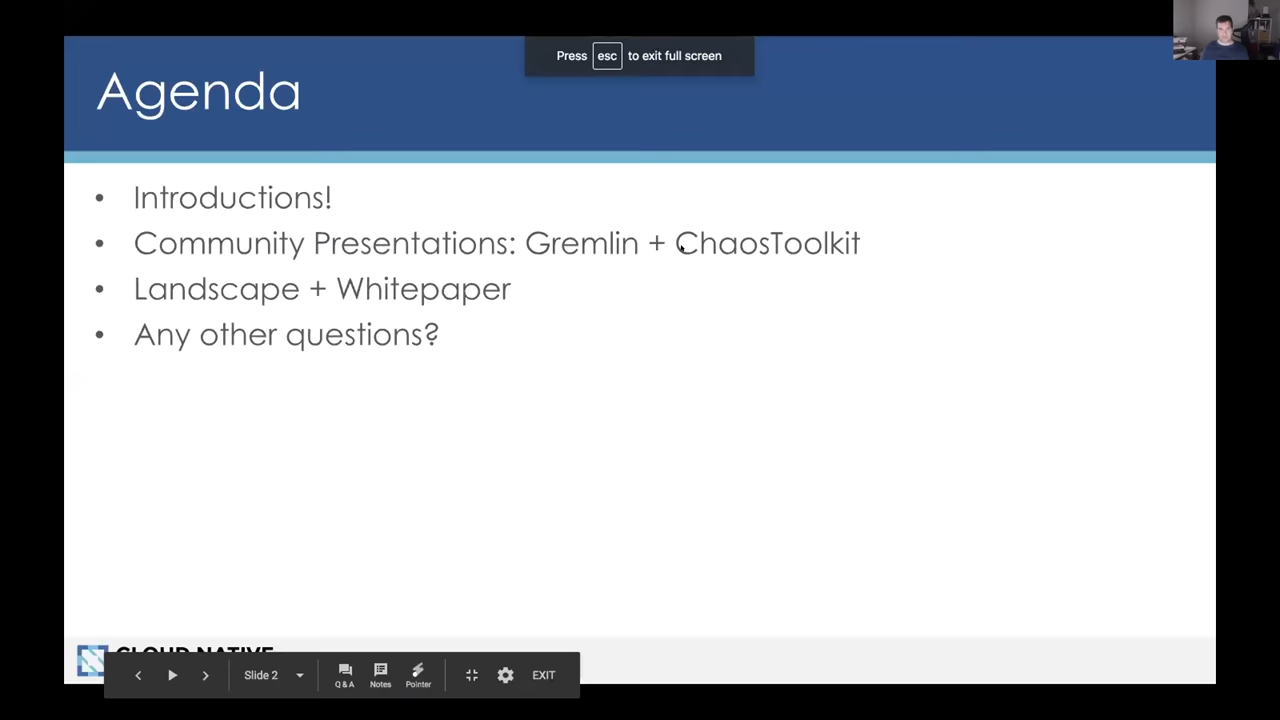 Press esc to exit full screen
Agenda
• Introductions!
• Community Presentations: Gremlin + ChaosToolkit
• Landscape + Whitepaper
• Any other questions?
CLOUD NATIVE
Slide 2
Q & A
Notes
Pointer
EXIT